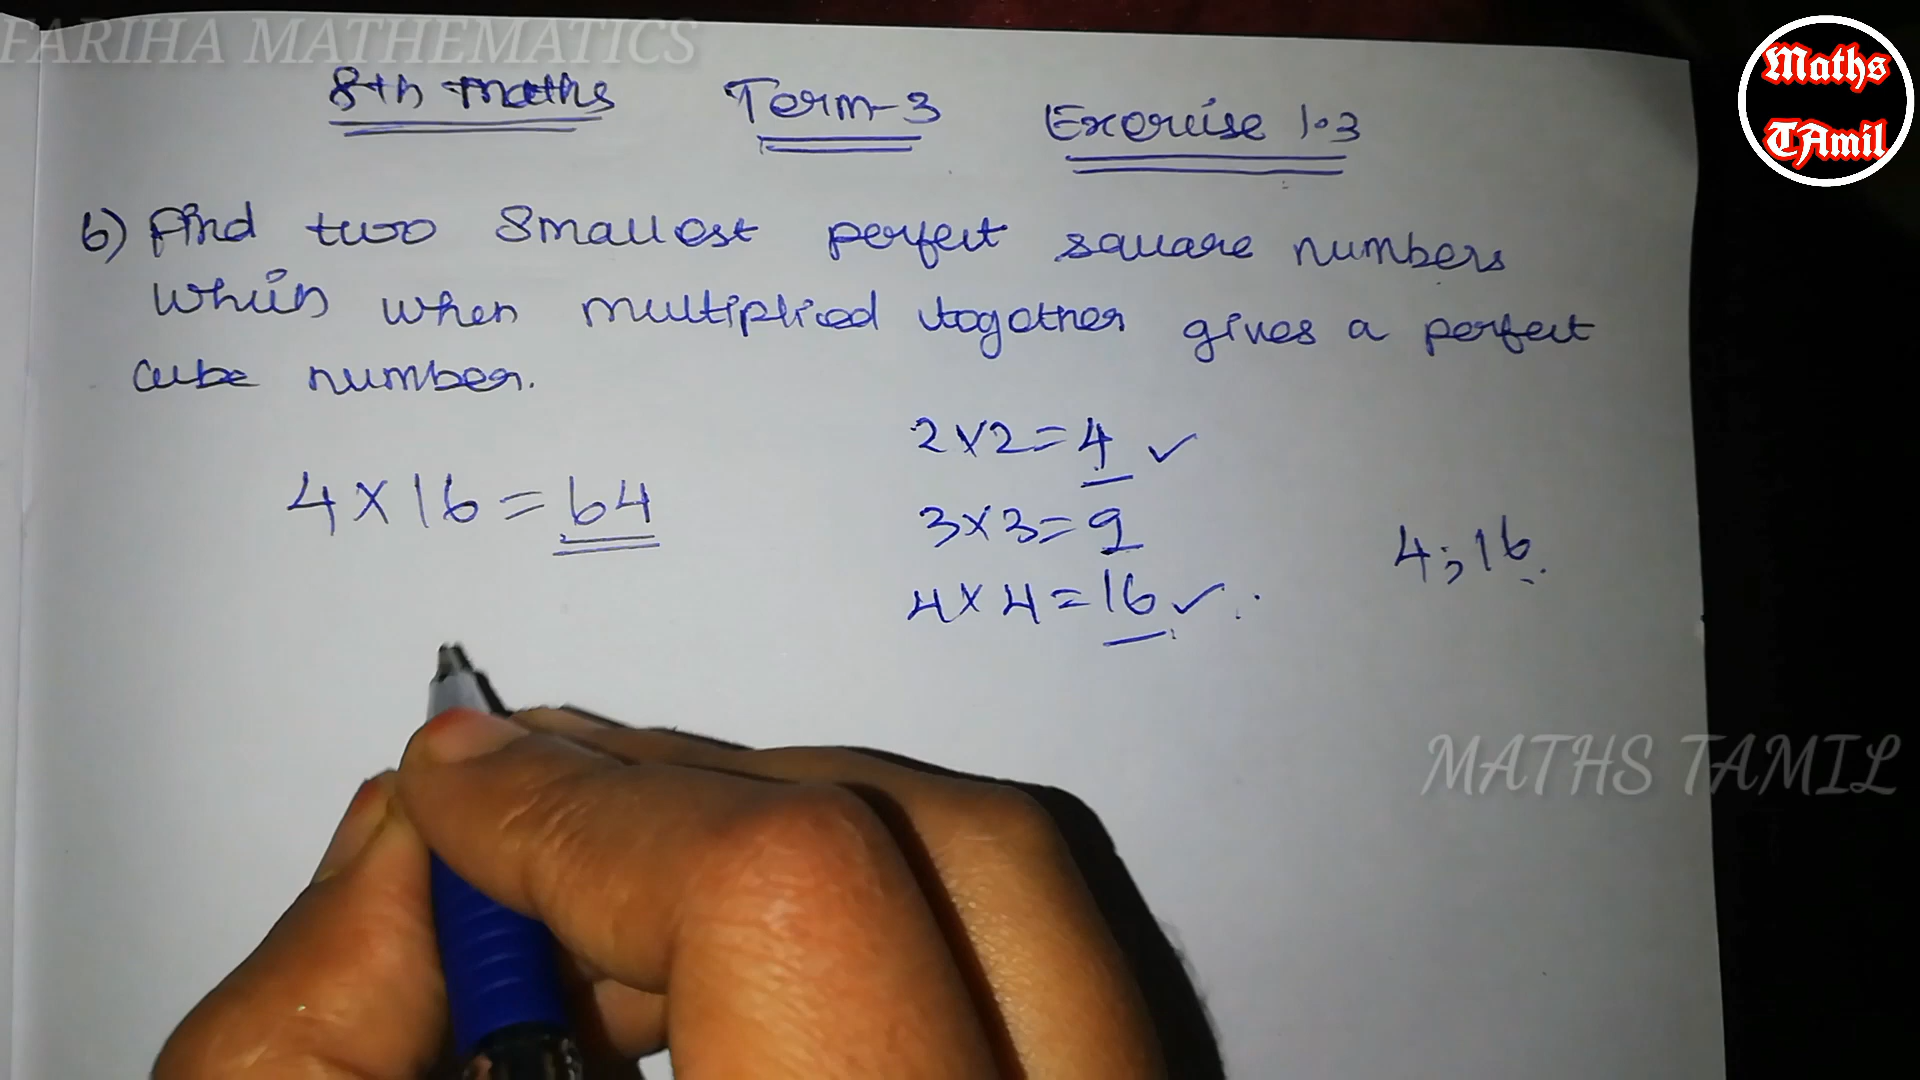 FARIHA MATHEMATICS
Maths
TAmil
8th maths Term-3 Exercise 1.3
6) Find two smallest perfect square numbers
which when multiplied together gives a perfect
cube number.
4 × 16 = 64
2 × 2 = 4 ✓
3 × 3 = 9
4 × 4 = 16 ✓
4; 16.
MATHS TAMIL